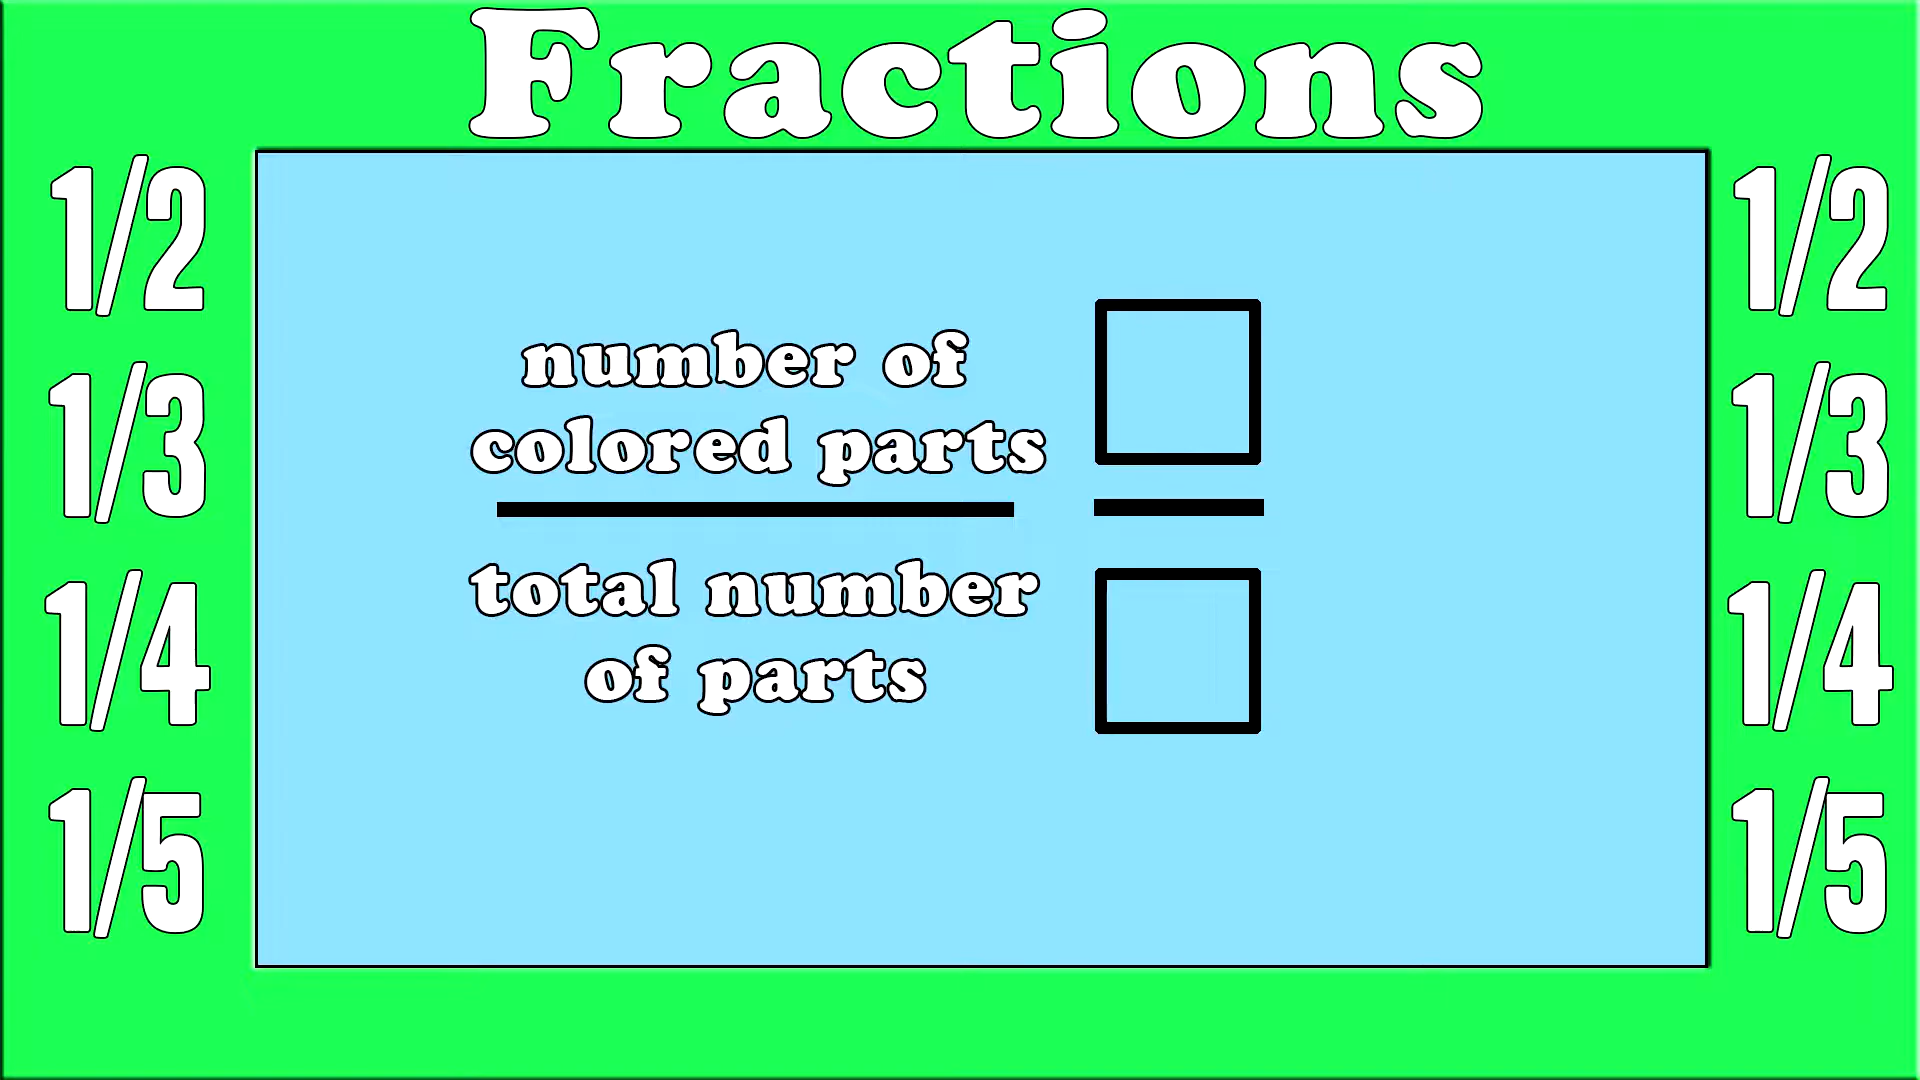 Fractions
1/2
1/3
1/4
1/5
number of
colored parts
total number
of parts
1/2
1/3
1/4
1/5